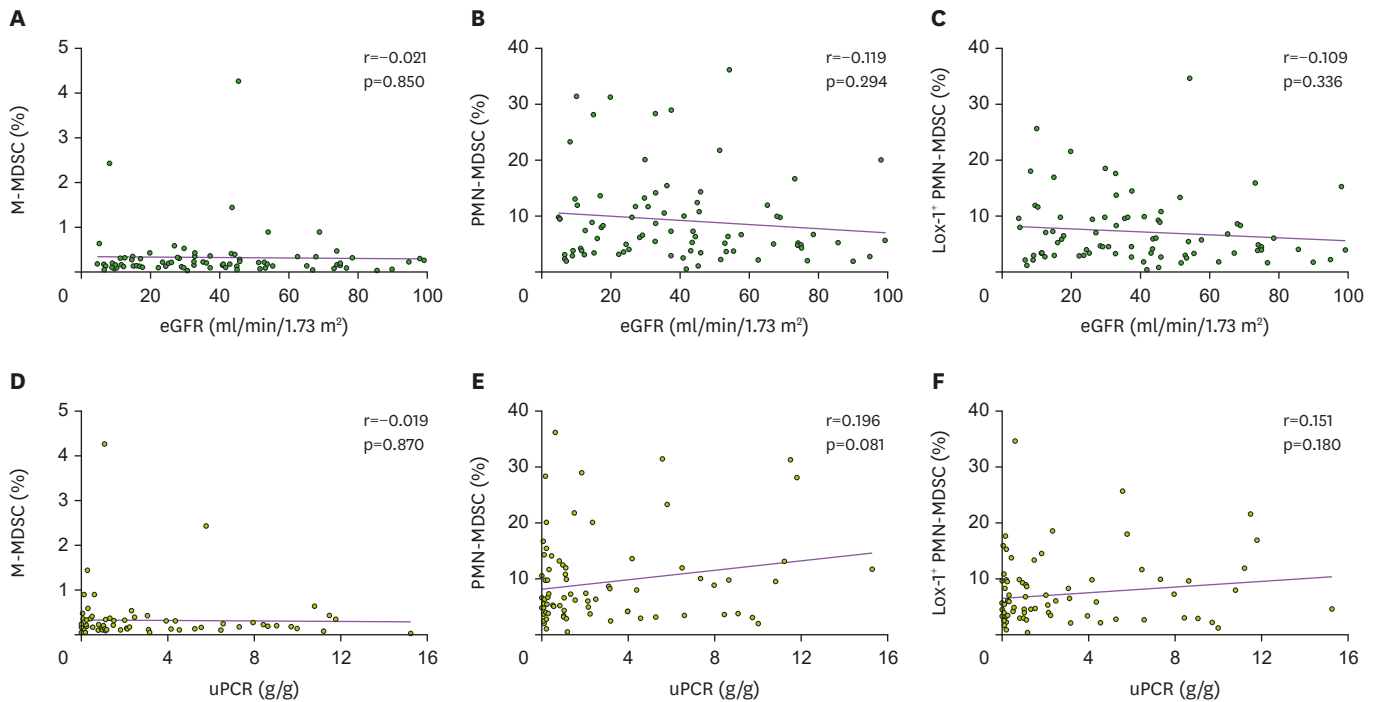 A
r=−0.021
p=0.850
M-MDSC (%)
5
4
3
2
1
0
20
40
60
80
100
eGFR (ml/min/1.73 m²)
B
r=−0.119
p=0.294
PMN-MDSC (%)
40
30
20
10
0
20
40
60
80
100
eGFR (ml/min/1.73 m²)
C
r=−0.109
p=0.336
Lox-1⁺ PMN-MDSC (%)
40
30
20
10
0
20
40
60
80
100
eGFR (ml/min/1.73 m²)
D
r=−0.019
p=0.870
M-MDSC (%)
5
4
3
2
1
0
4
8
12
16
uPCR (g/g)
E
r=0.196
p=0.081
PMN-MDSC (%)
40
30
20
10
0
4
8
12
16
uPCR (g/g)
F
r=0.151
p=0.180
Lox-1⁺ PMN-MDSC (%)
40
30
20
10
0
4
8
12
16
uPCR (g/g)